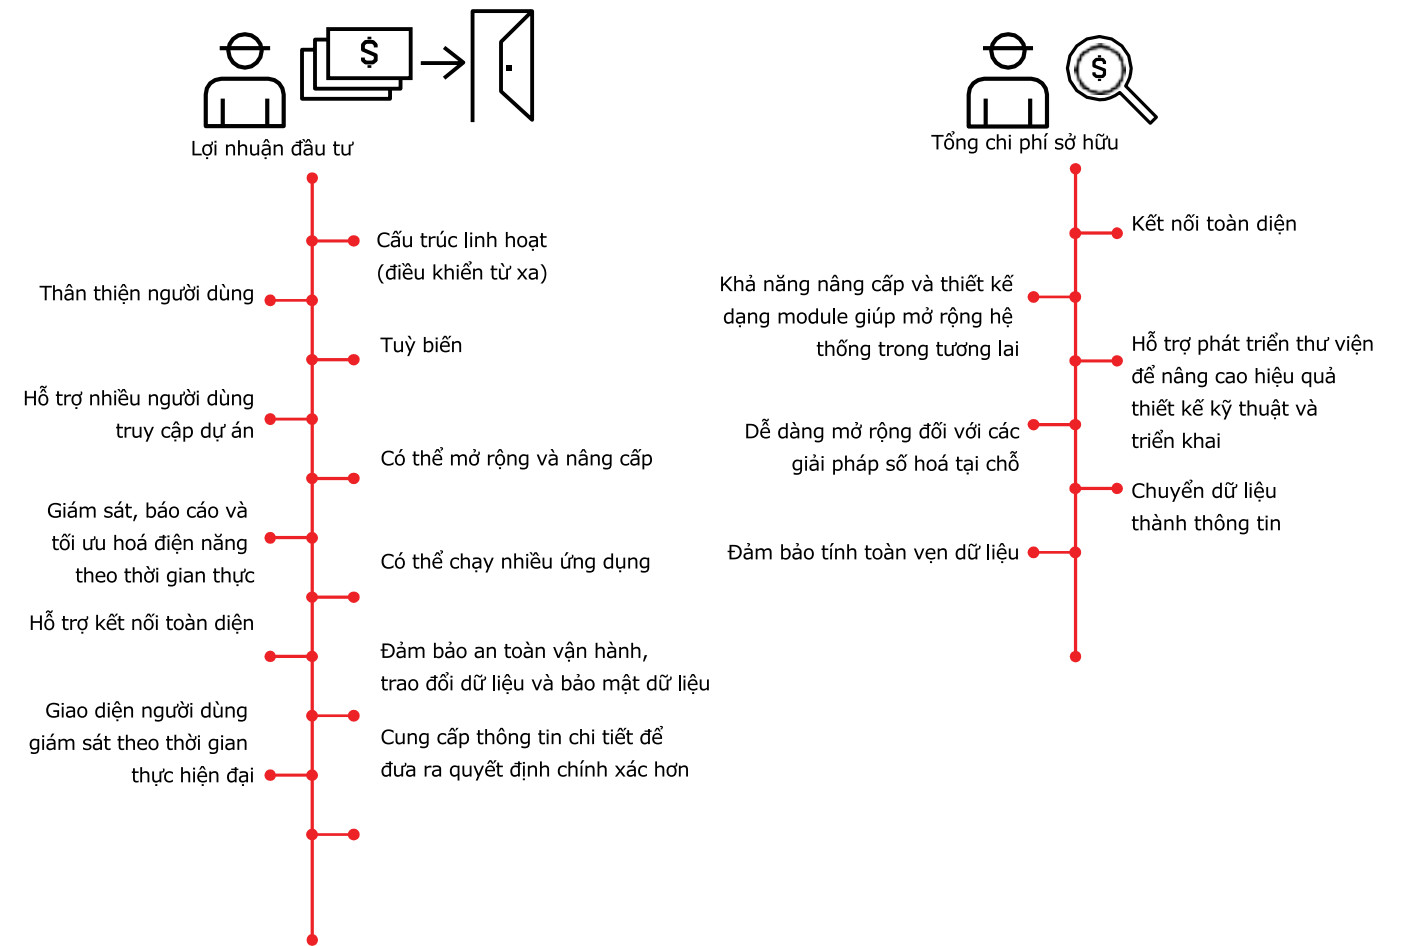 $
Lợi nhuận đầu tư
Cấu trúc linh hoạt
(điều khiển từ xa)
Thân thiện người dùng
Tuỳ biến
Hỗ trợ nhiều người dùng
truy cập dự án
Có thể mở rộng và nâng cấp
Giám sát, báo cáo và
tối ưu hoá điện năng
theo thời gian thực
Có thể chạy nhiều ứng dụng
Hỗ trợ kết nối toàn diện
Đảm bảo an toàn vận hành,
trao đổi dữ liệu và bảo mật dữ liệu
Giao diện người dùng
giám sát theo thời gian
thực hiện đại
Cung cấp thông tin chi tiết để
đưa ra quyết định chính xác hơn
$
Tổng chi phí sở hữu
Kết nối toàn diện
Khả năng nâng cấp và thiết kế
dạng module giúp mở rộng hệ
thống trong tương lai
Hỗ trợ phát triển thư viện
để nâng cao hiệu quả
thiết kế kỹ thuật và
triển khai
Dễ dàng mở rộng đối với các
giải pháp số hoá tại chỗ
Chuyển dữ liệu
thành thông tin
Đảm bảo tính toàn vẹn dữ liệu